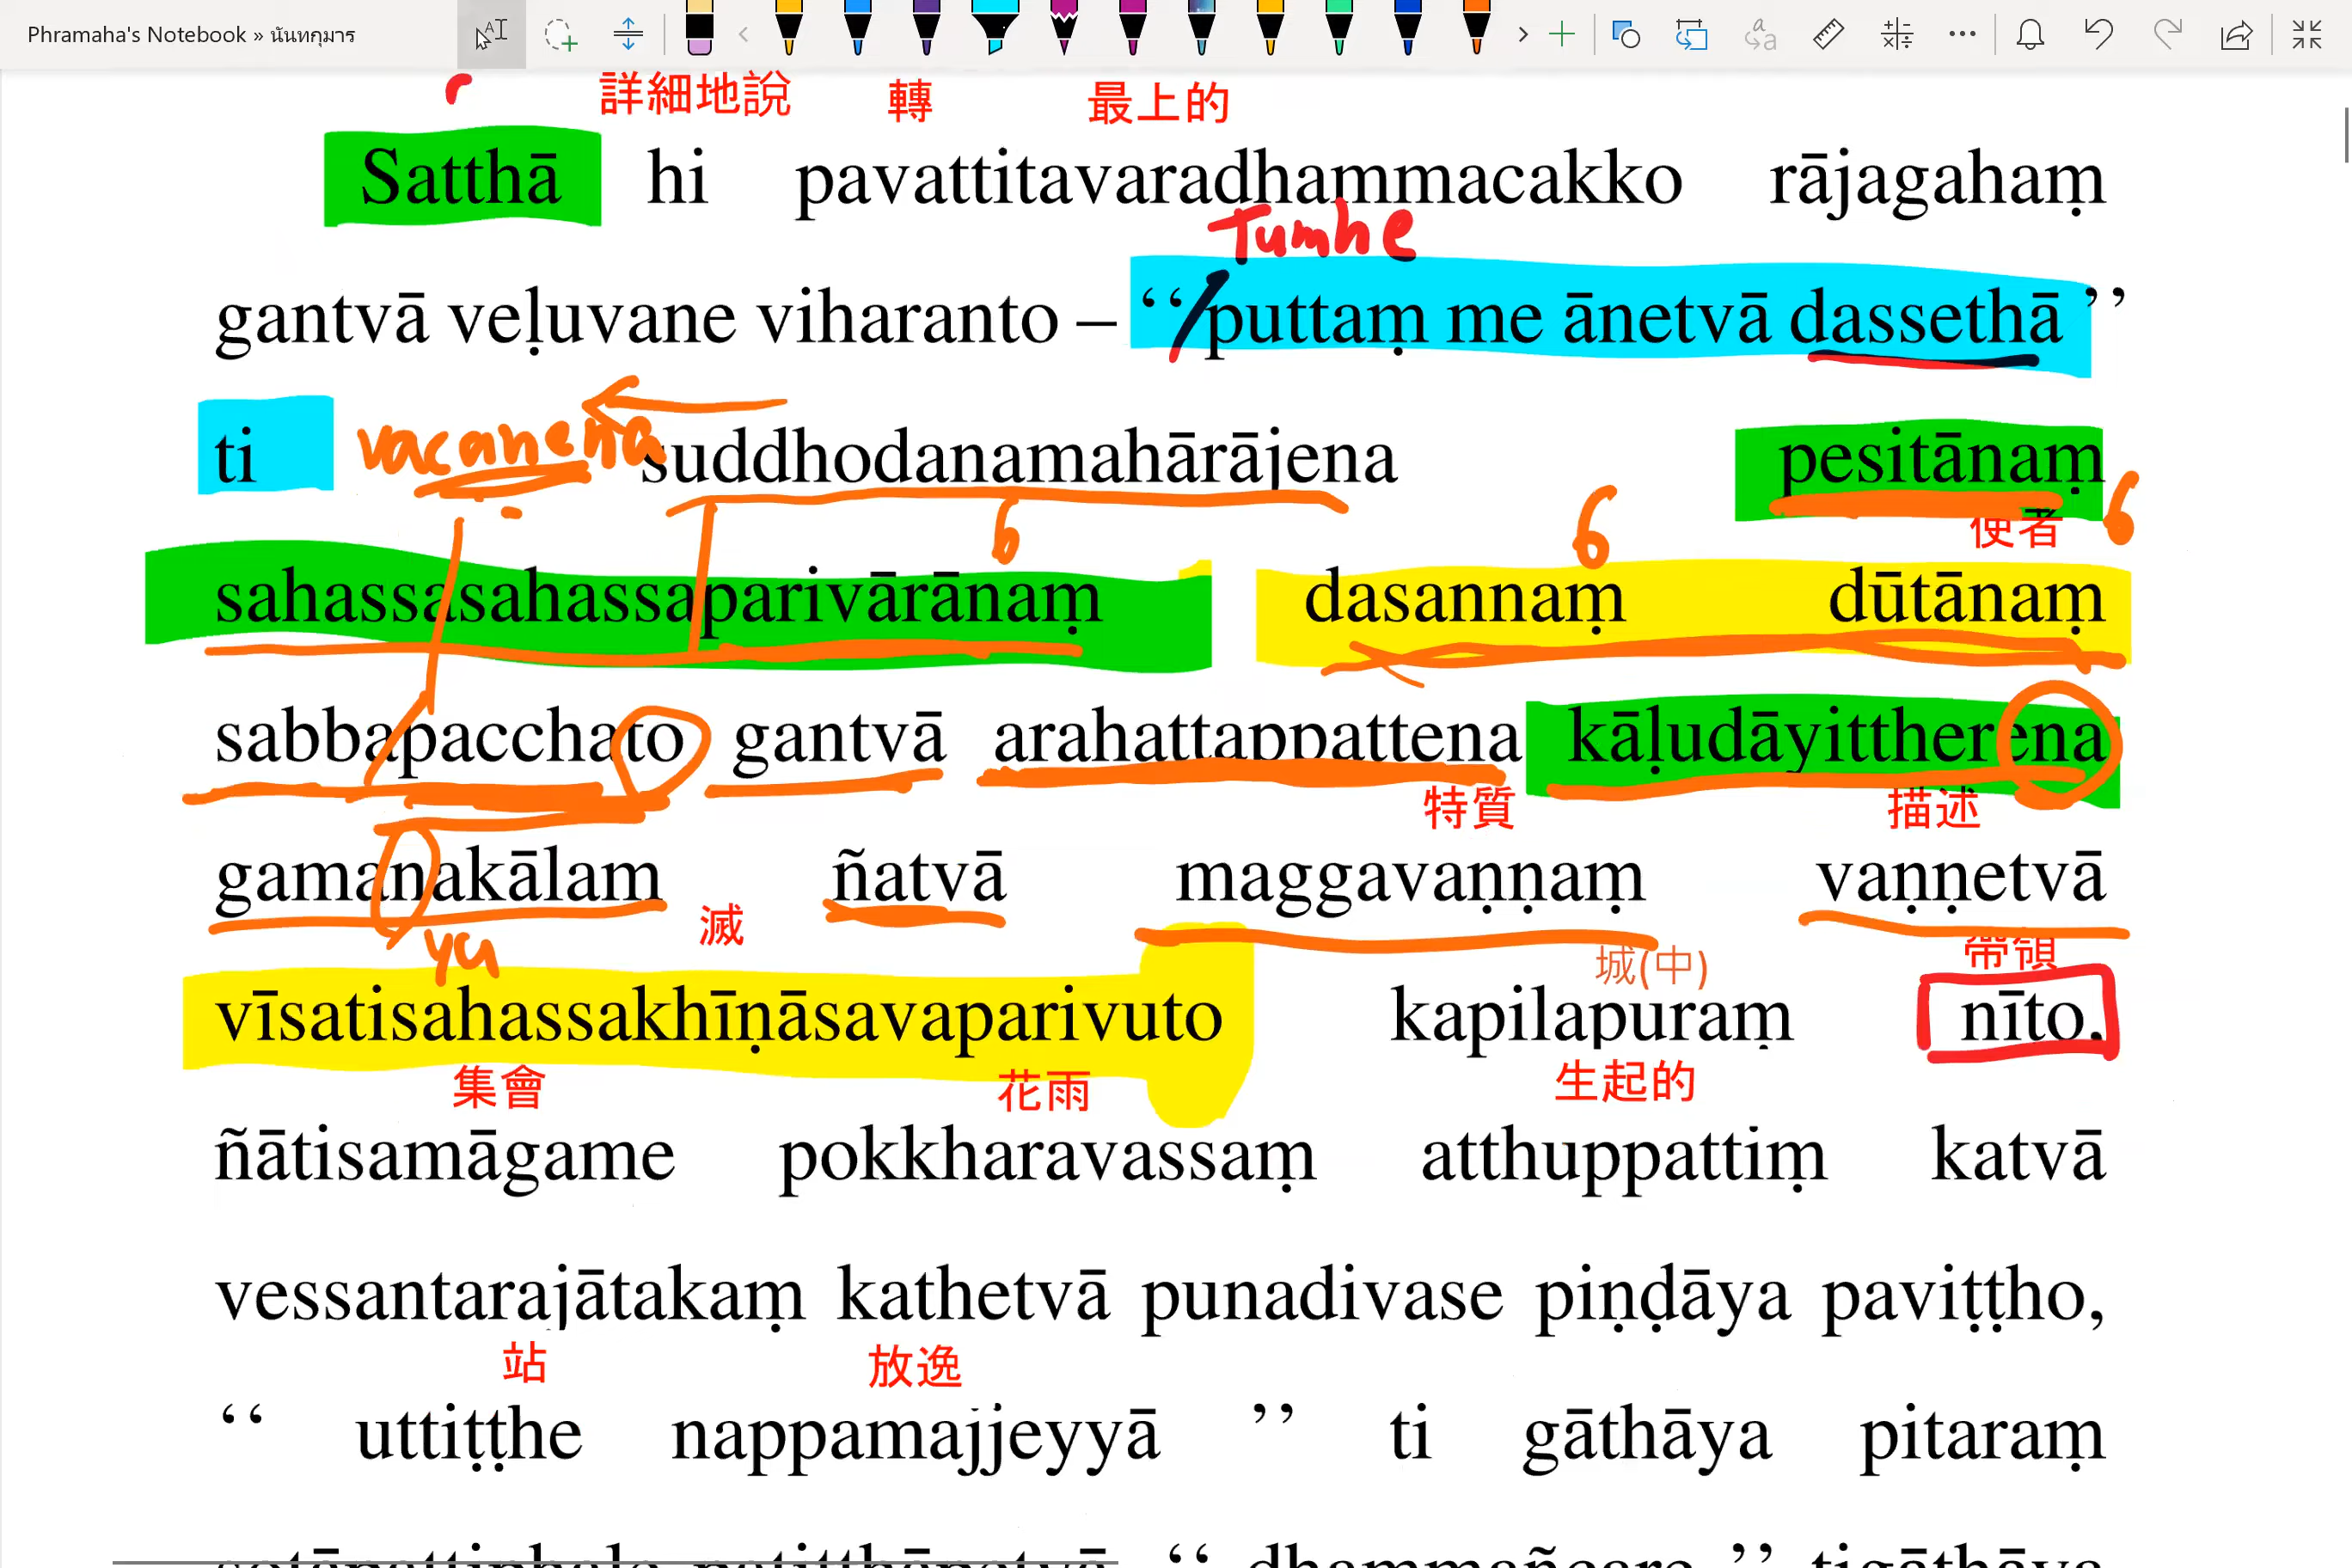 Phramaha's Notebook » นันทกุมาร
詳細地說 轉 最上的
Satthā hi pavattitavaradhammacakko rājagahaṃ
Tumhe
gantvā veḷuvane viharanto – ‘‘puttaṃ me ānetvā dassethā’’
ti vacanena suddhodanamahārājena pesitānaṃ
6 6 使者 6
sahassasahassaparivārānaṃ dasannaṃ dūtānaṃ
sabbapacchato gantvā arahattappattena kāḷudāyittherena
特質 描述
gamanakālaṃ ñatvā maggavaṇṇaṃ vaṇṇetvā
yu 滅 城(中) 帶領
vīsatisahassakhīṇāsavaparivuto kapilapuraṃ nīto,
集會 花雨 生起的
ñātisamāgame pokkharavassaṃ atthuppattiṃ katvā
vessantarajātakaṃ kathetvā punadivase piṇḍāya paviṭṭho,
站 放逸
‘‘ uttiṭṭhe nappamajjeyyā ’’ ti gāthāya pitaraṃ